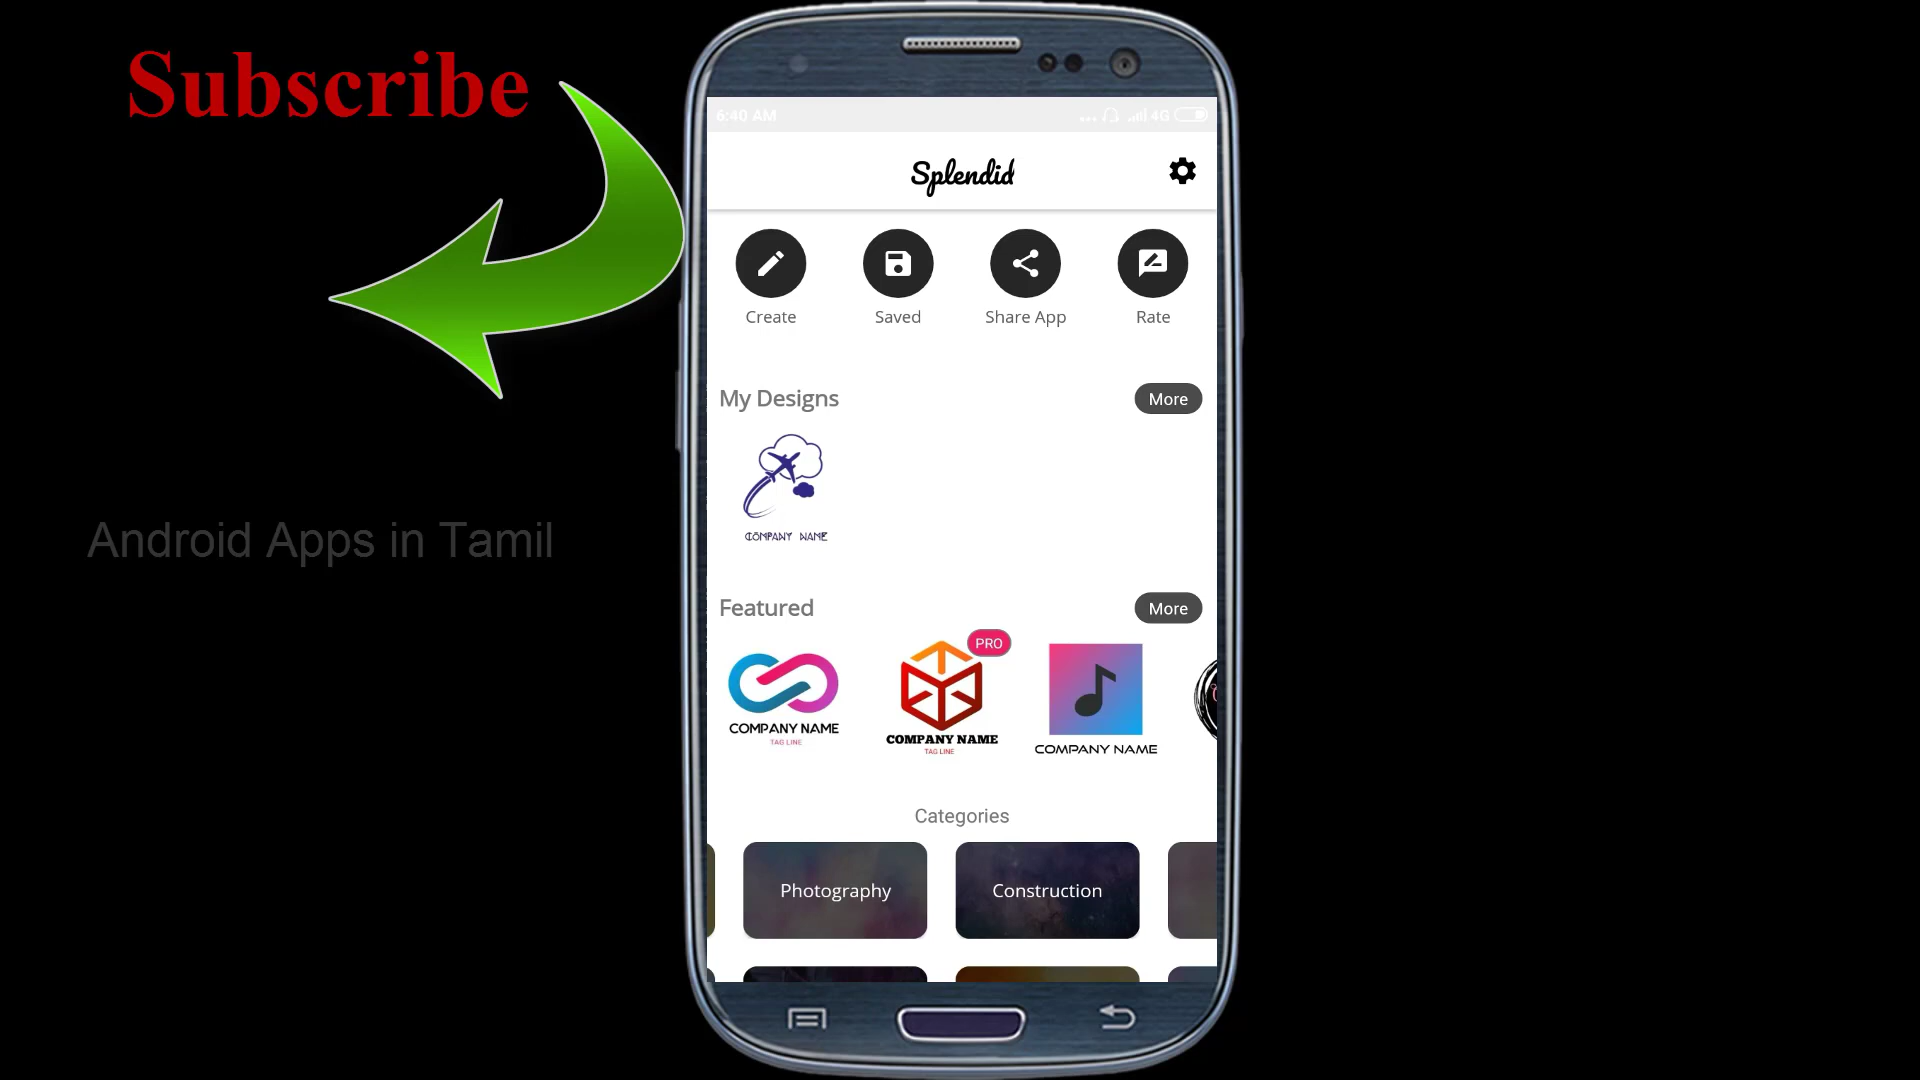 Subscribe
Android Apps in Tamil
6:40 AM
4G
Splendid
Create
Saved
Share App
Rate
My Designs
More
COMPANY NAME
Featured
More
COMPANY NAME
TAG LINE
PRO
COMPANY NAME
TAG LINE
COMPANY NAME
Categories
Photography
Construction